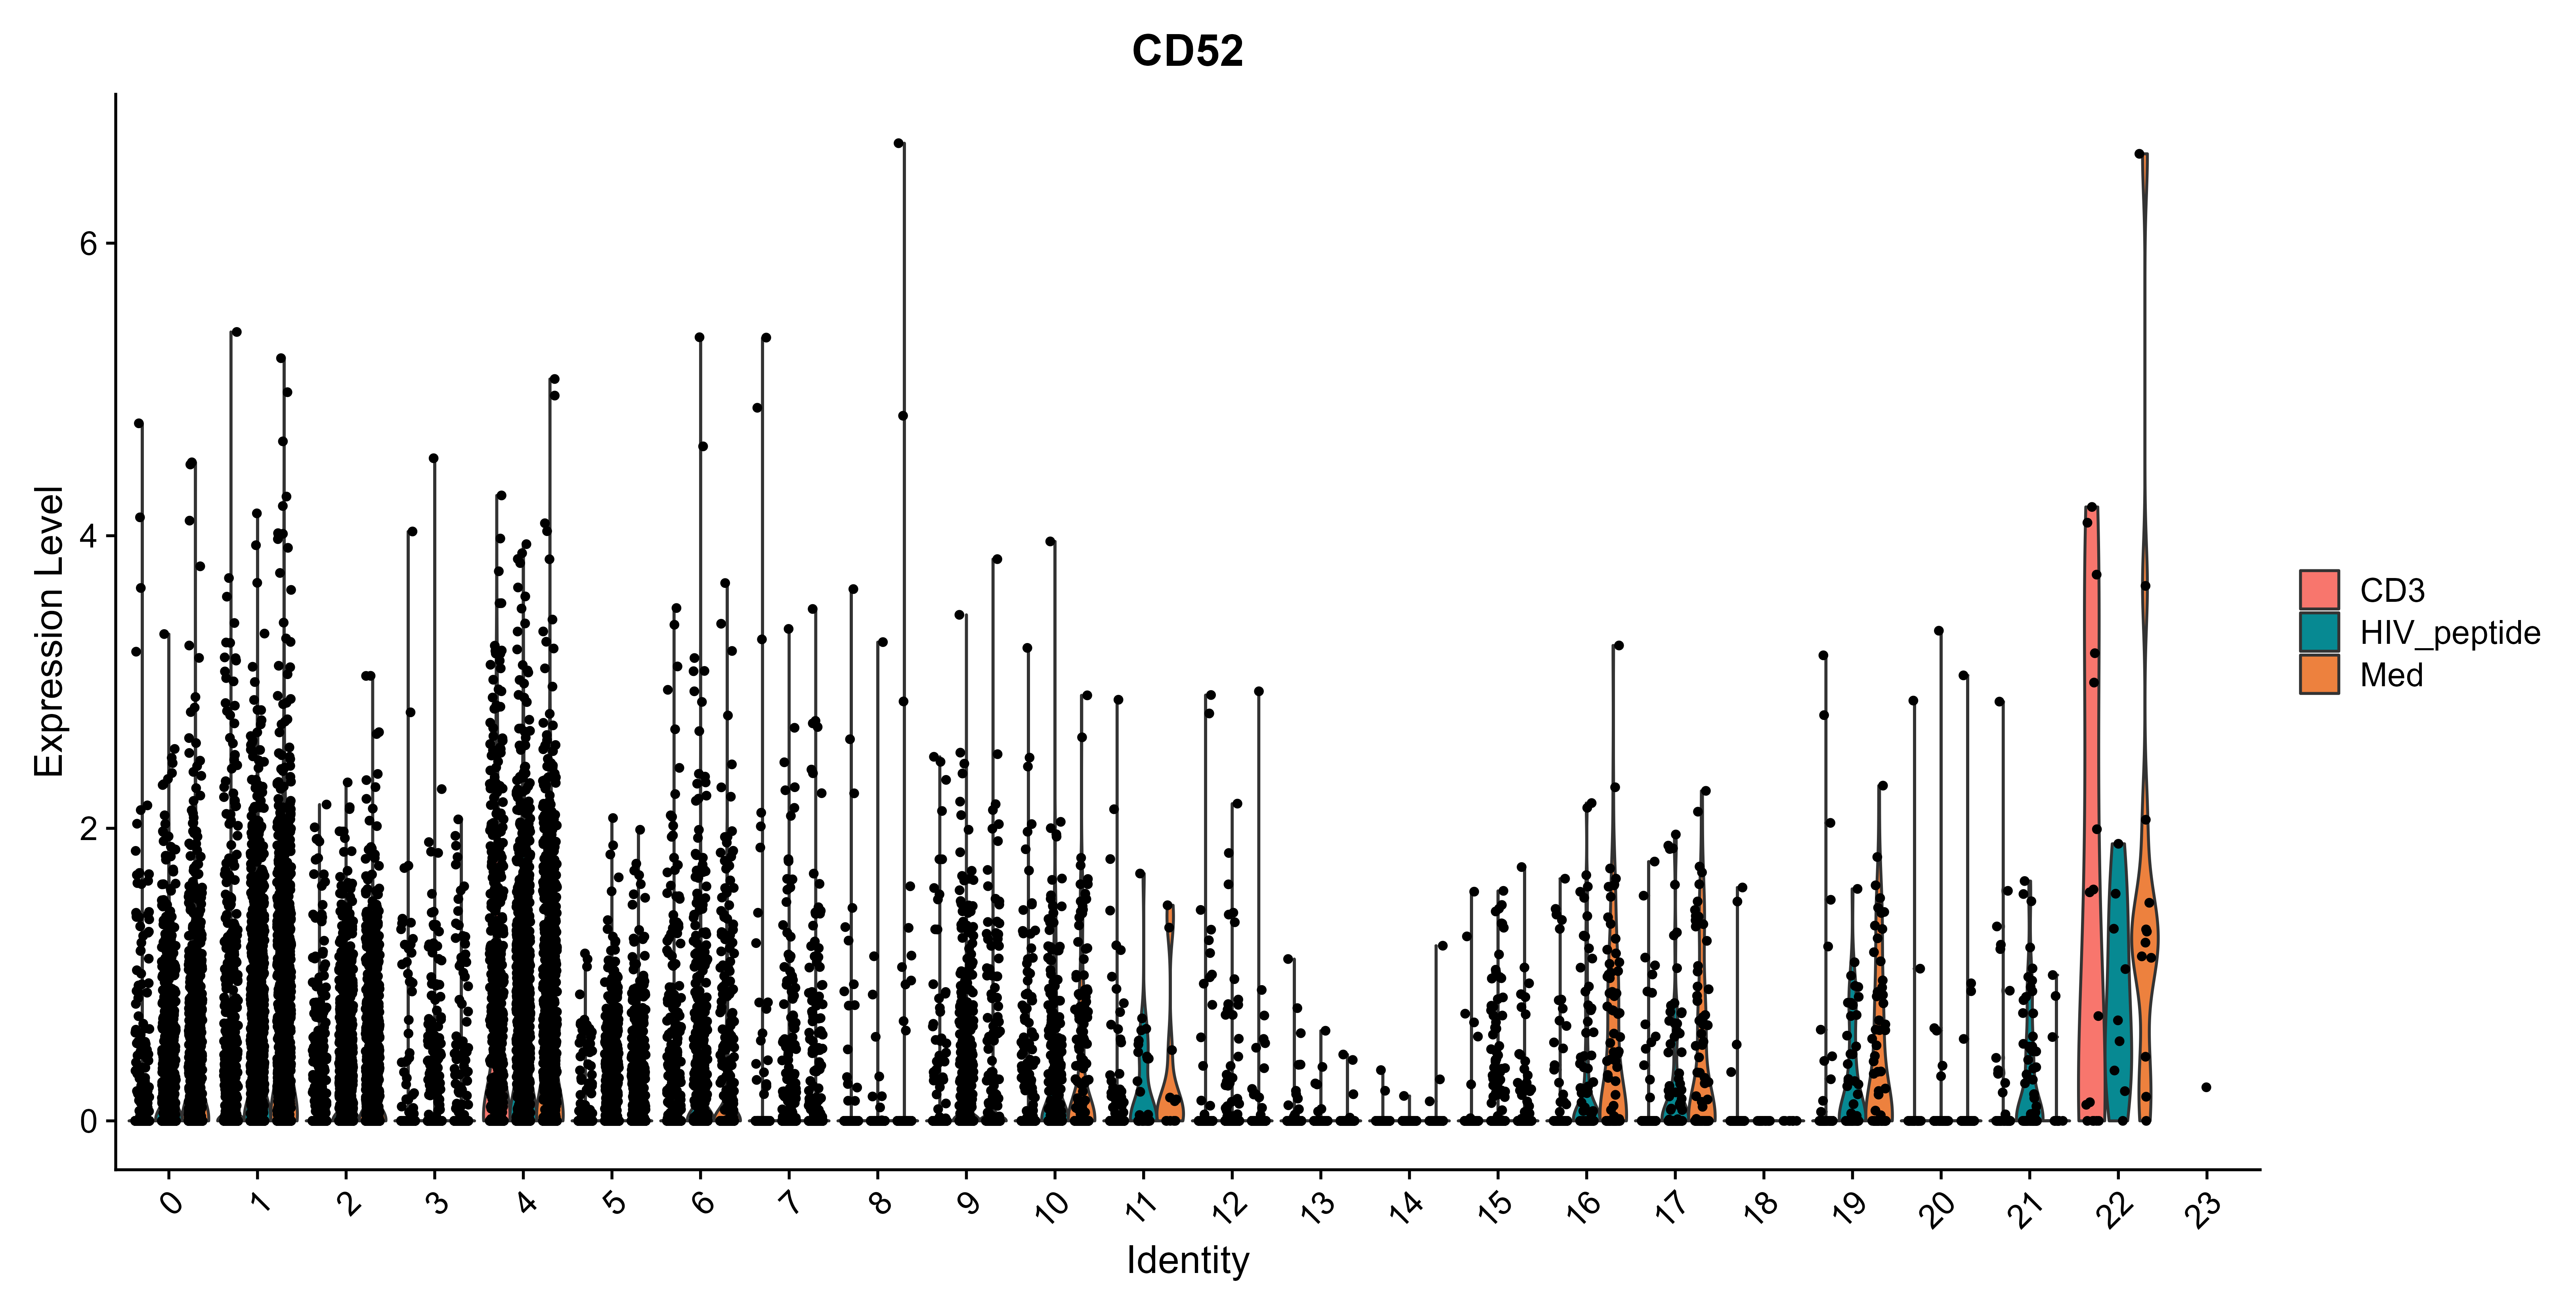 CD52
Expression Level
6
4
2
0
0 1 2 3 4 5 6 7 8 9 10 11 12 13 14 15 16 17 18 19 20 21 22 23
Identity
CD3
HIV_peptide
Med